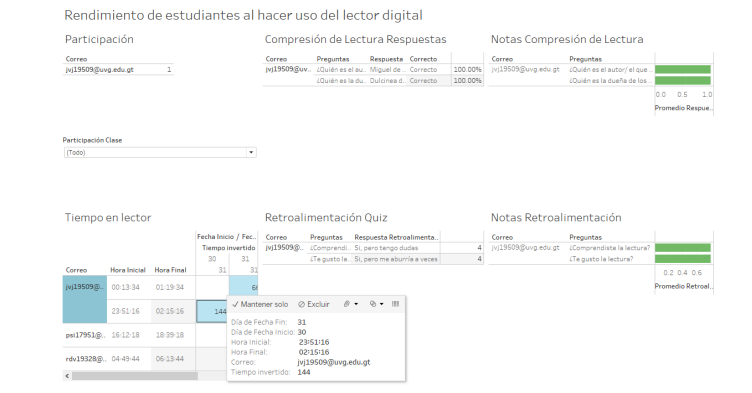 Rendimiento de estudiantes al hacer uso del lector digital
Participación
Correo
jvj19509@uvg.edu.gt 1
Participación Clase
(Todo)
Compresión de Lectura Respuestas
Correo Preguntas Respuesta Correcto
jvj19509@uv.. ¿Quién es el au.. Miguel de... Correcto 100.00%
¿Quién es la du.. Dulcinea d.. Correcto 100.00%
Notas Compresión de Lectura
Correo Preguntas
jvj19509@uvg.edu.gt ¿Quién es el autor/ el que ..
¿Quién es la dueña de los ..
0.0 0.5 1.0
Promedio Respue..
Tiempo en lector
Fecha Inicio / Fec..
Tiempo invertido
30 31
Correo Hora Inicial Hora Final 31 31
jvj19509@.. 00:13:34 01:19:34 66
23:51:16 02:15:16 144
psi17951@.. 16:12:18 18:39:18
rdv19328@.. 04:49:44 06:13:44
Mantener solo Excluir
Día de Fecha Fin: 31
Día de Fecha Inicio: 30
Hora Inicial: 23:51:16
Hora Final: 02:15:16
Correo: jvj19509@uvg.edu.gt
Tiempo invertido: 144
Retroalimentación Quiz
Correo Preguntas Respuesta Retroalimenta..
jvj19509@.. ¿Comprendi.. Si, pero tengo dudas 4
¿Te gusto la.. Si, pero me aburría a veces 4
Notas Retroalimentación
Correo Preguntas
jvj19509@uvg.edu.gt ¿Comprendiste la lectura?
¿Te gusto la lectura?
0.2 0.4 0.6
Promedio Retroal..